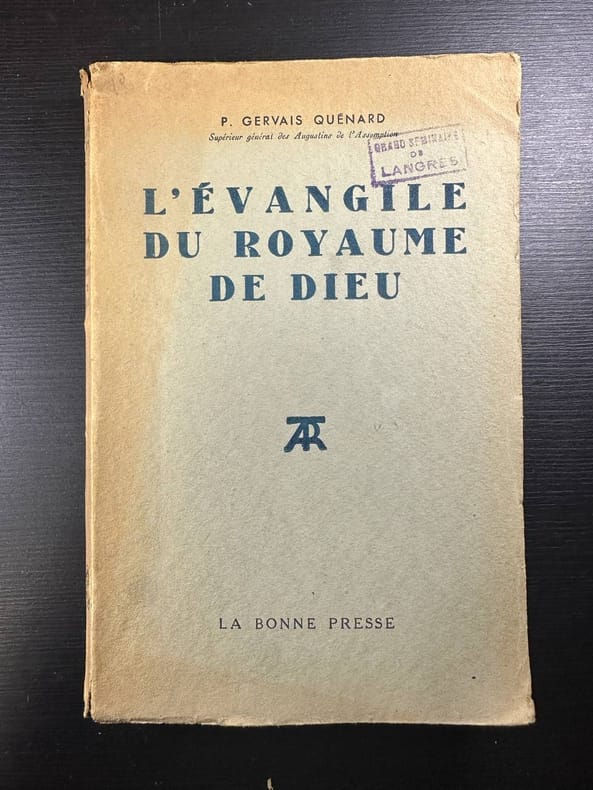 P. GERVAIS QUÉNARD
Supérieur général des Augustins de l'Assomption
GRAND SÉMINAIRE
DE
LANGRES
L'ÉVANGILE
DU ROYAUME
DE DIEU
LA BONNE PRESSE